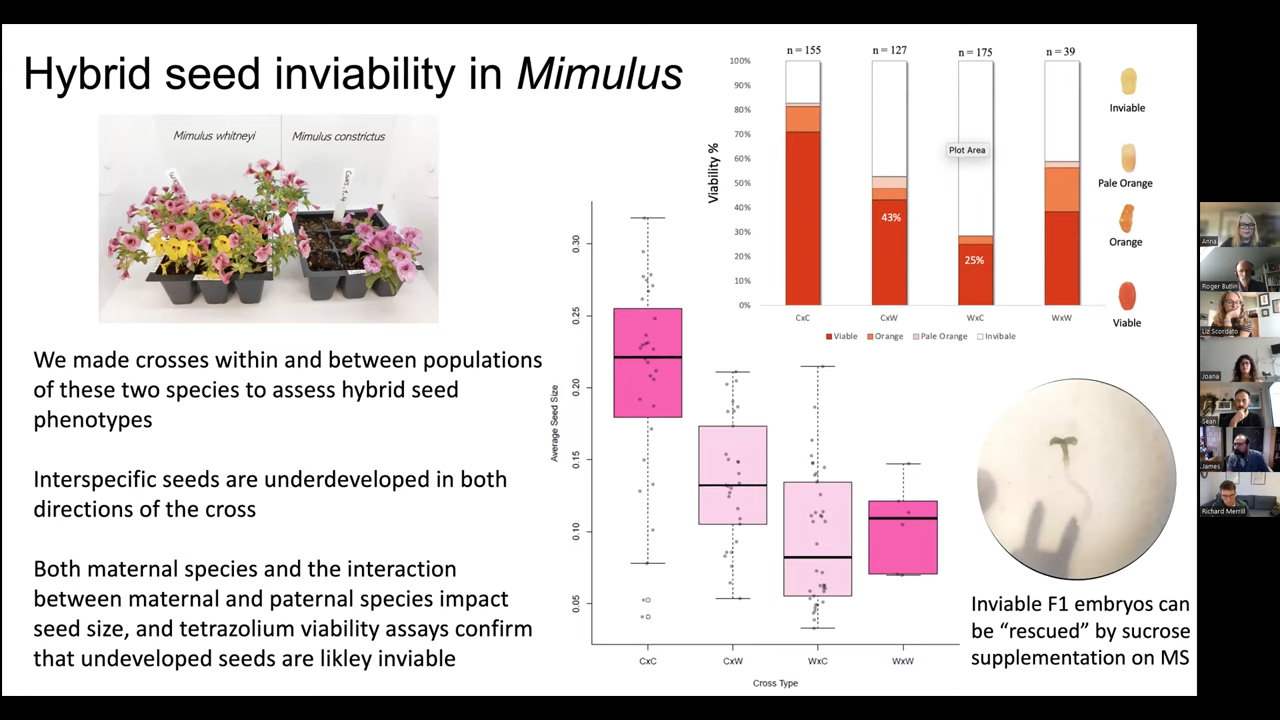 Hybrid seed inviability in Mimulus
Mimulus whitneyi
Mimulus constrictus
We made crosses within and between populations
of these two species to assess hybrid seed
phenotypes
Interspecific seeds are underdeveloped in both
directions of the cross
Both maternal species and the interaction
between maternal and paternal species impact
seed size, and tetrazolium viability assays confirm
that undeveloped seeds are likley inviable
n = 155
n = 127
n = 175
n = 39
Viability %
100%
90%
80%
70%
60%
50%
40%
30%
20%
10%
0%
Plot Area
43%
25%
CxC
CxW
WxC
WxW
Viable
Orange
Pale Orange
Invibale
Inviable
Pale Orange
Orange
Viable
Average Seed Size
0.30
0.25
0.20
0.15
0.10
0.05
CxC
CxW
WxC
WxW
Cross Type
Inviable F1 embryos can
be “rescued” by sucrose
supplementation on MS
Anna
Roger Butlin
Liz Scordato
Joana
Sean
James
Richard Merrill